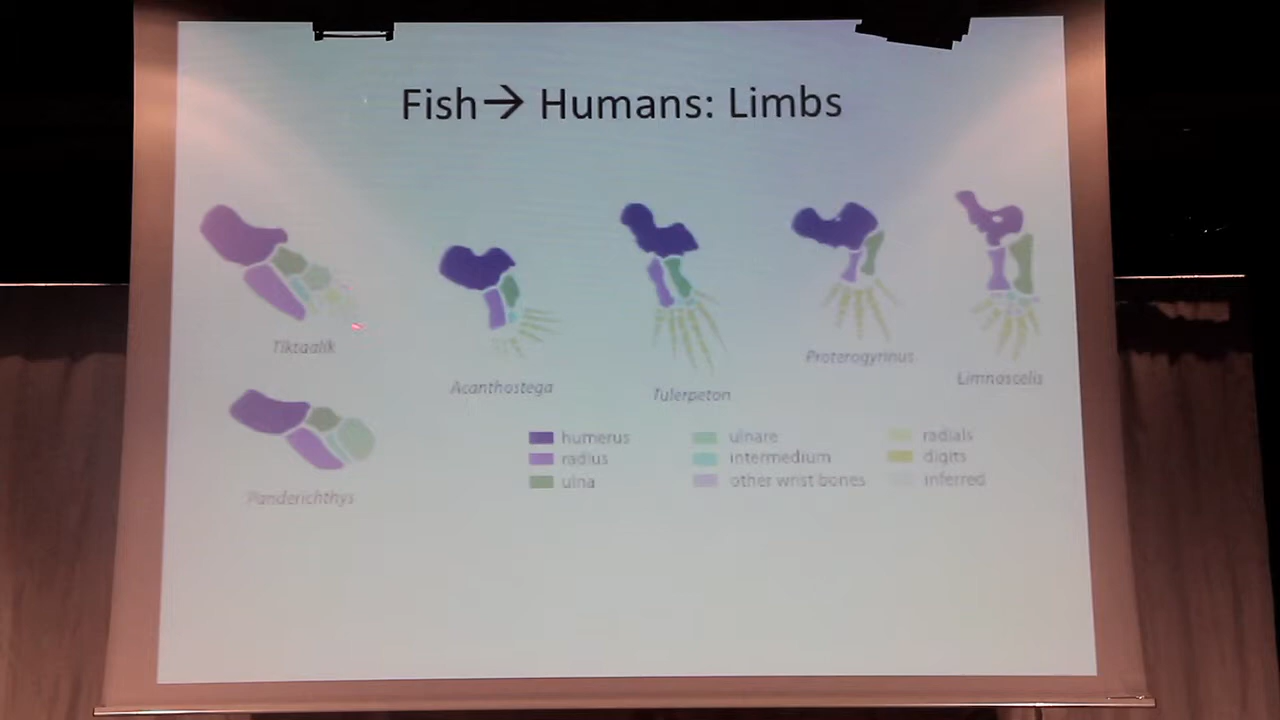 Fish→ Humans: Limbs
Tiktaalik
Acanthostega
Tulerpeton
Proterogyrinus
Limnoscelis
Panderichthys
humerus
radius
ulna
ulnare
intermedium
other wrist bones
radials
digits
inferred